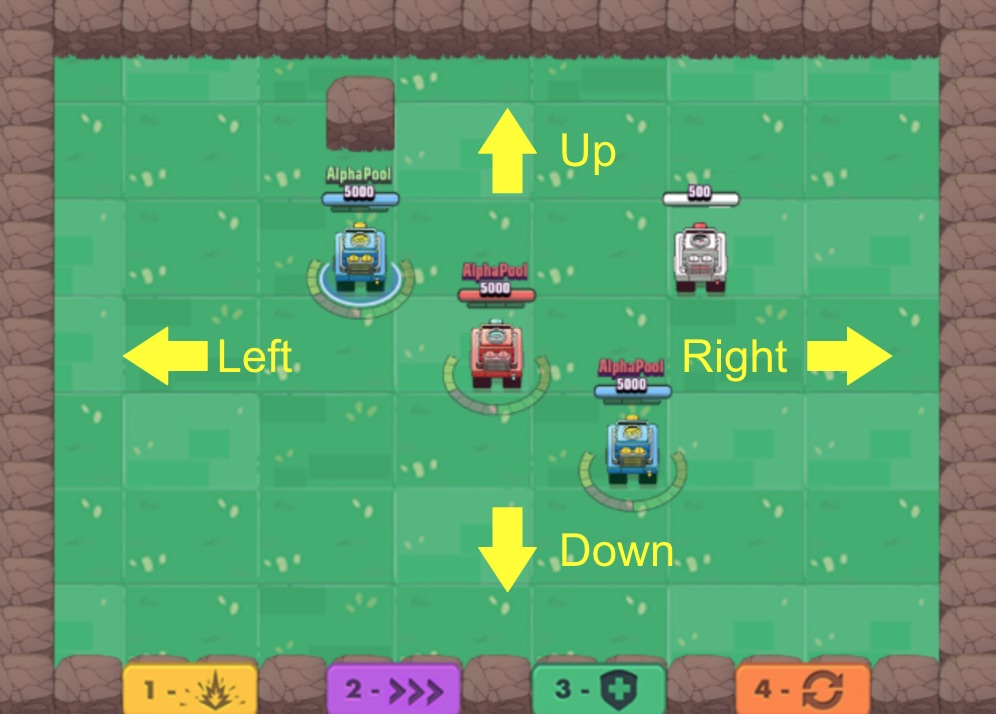 Up
AlphaPool
5000
500
AlphaPool
5000
Left
Right
AlphaPool
5000
Down
1 -
2 - >>>
3 -
4 -